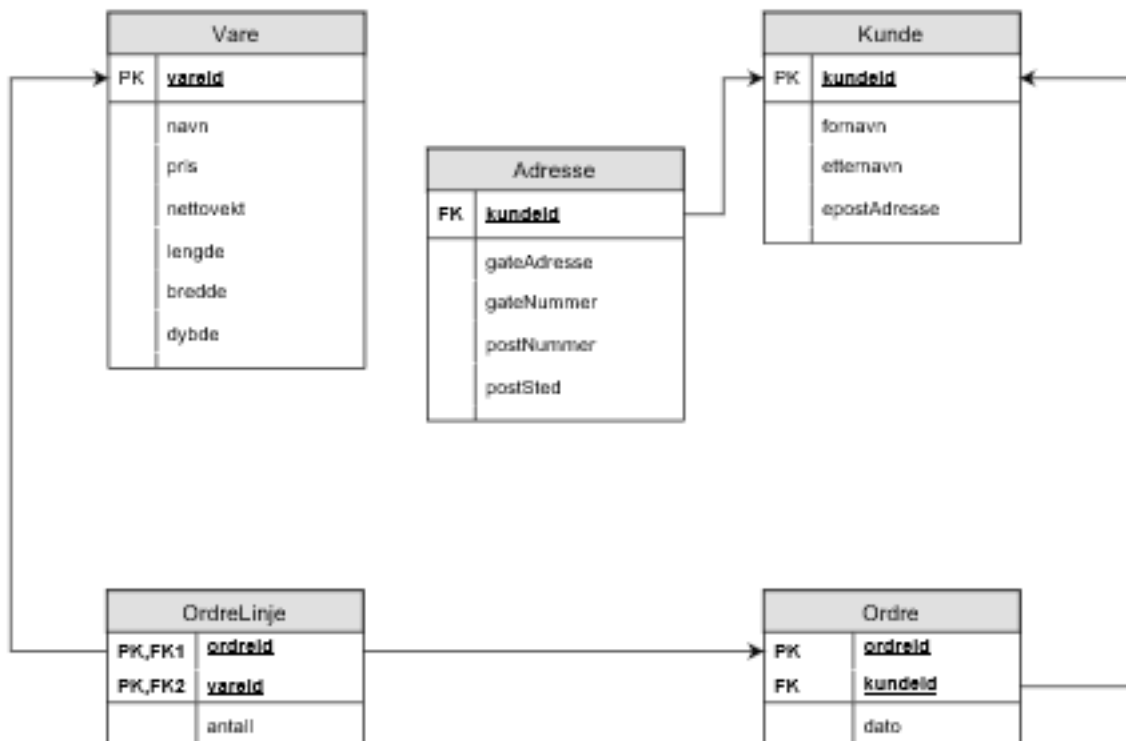 Vare
PK vareId
navn
pris
nettovekt
lengde
bredde
dybde
Kunde
PK kundeId
fornavn
etternavn
epostAdresse
Adresse
FK kundeId
gateAdresse
gateNummer
postNummer
postSted
OrdreLinje
PK,FK1 ordreId
PK,FK2 vareId
antall
Ordre
PK ordreId
FK kundeId
dato